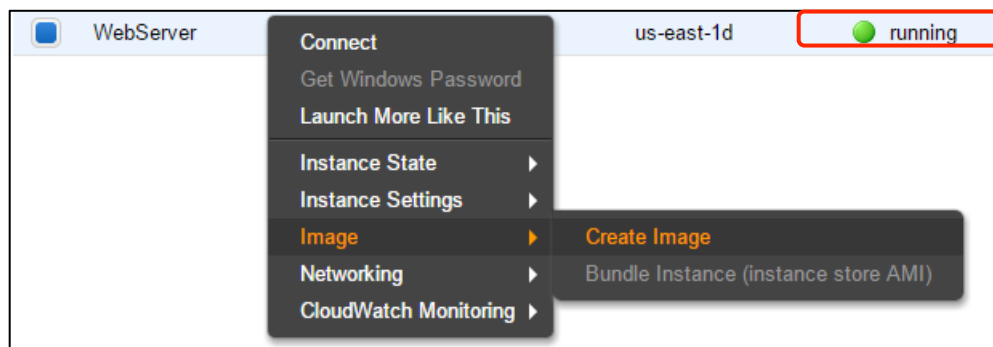 WebServer us-east-1d running
Connect
Get Windows Password
Launch More Like This
Instance State
Instance Settings
Image
Create Image
Networking
Bundle Instance (instance store AMI)
CloudWatch Monitoring